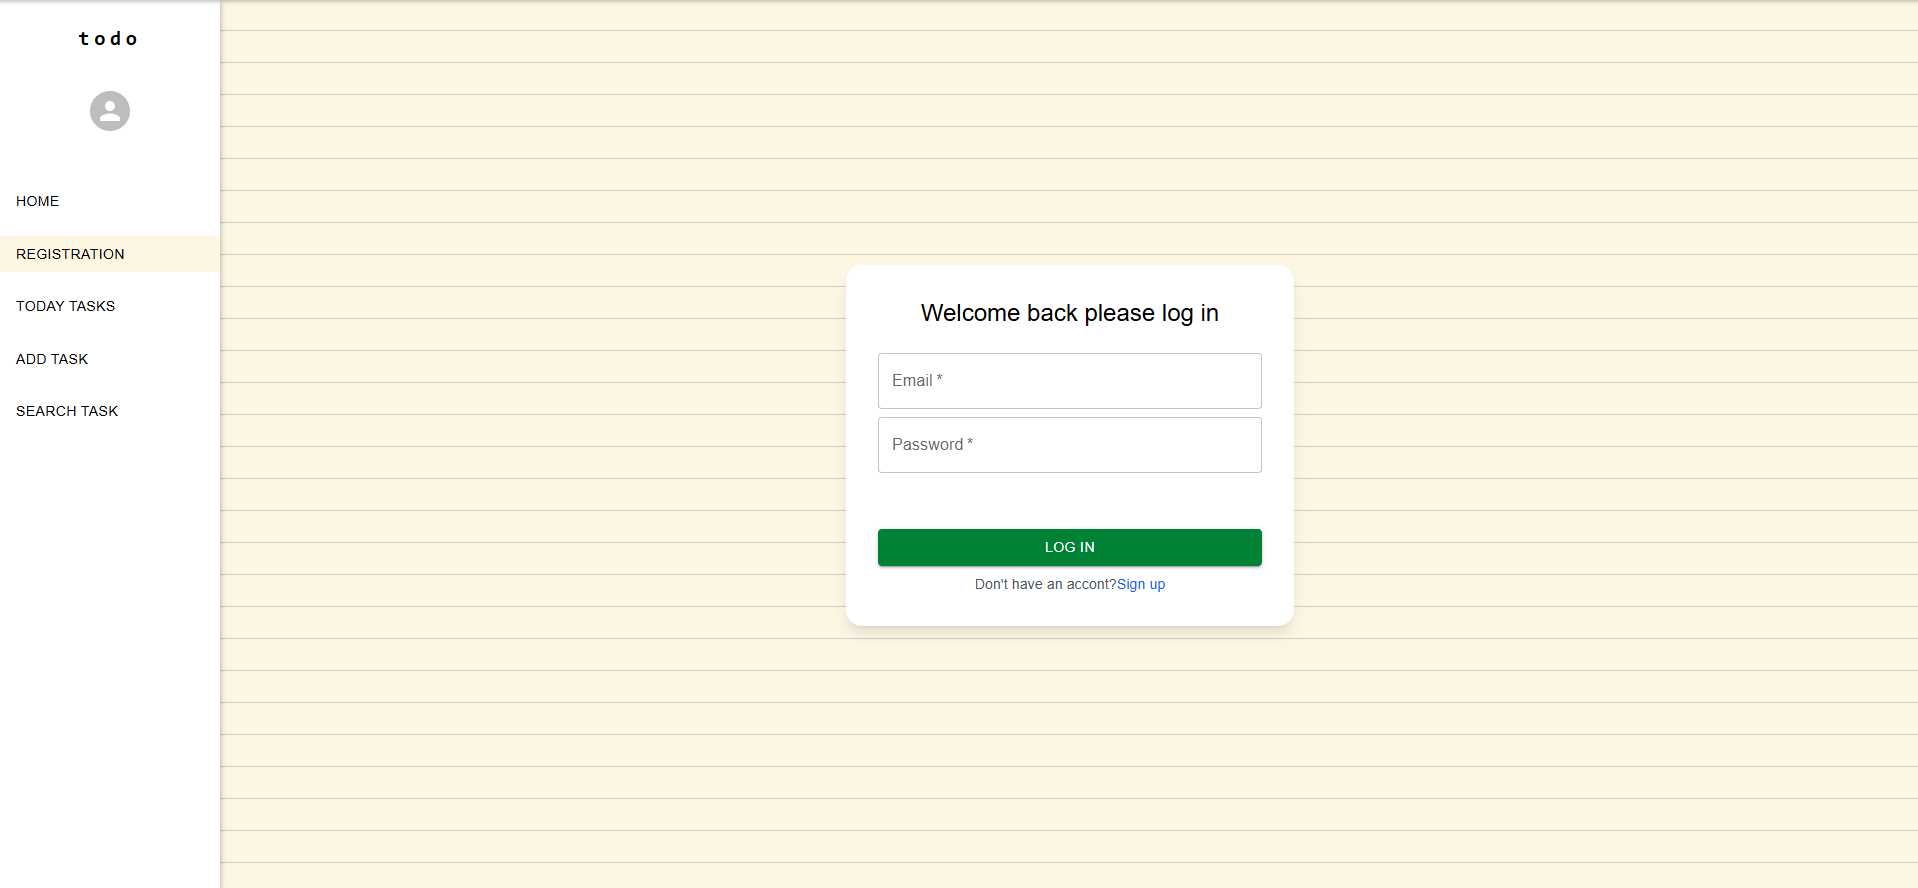 todo
HOME
REGISTRATION
TODAY TASKS
ADD TASK
SEARCH TASK
Welcome back please log in
Email *
Password *
LOG IN
Don't have an accont?Sign up